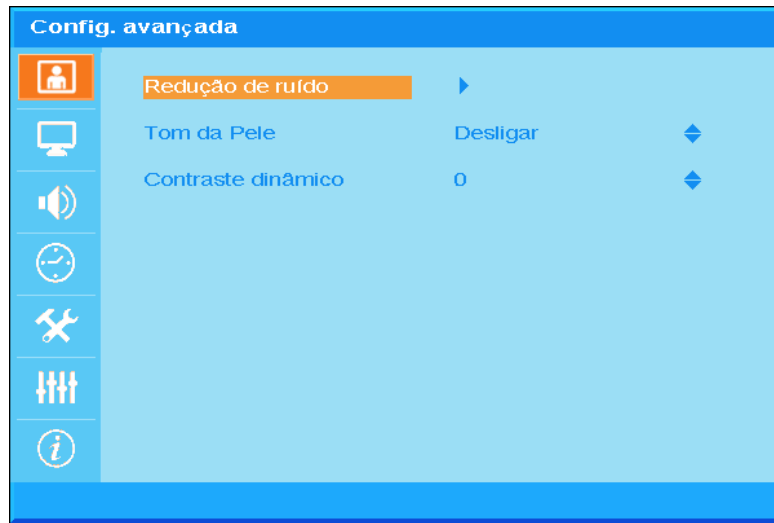 Config. avançada
Redução de ruído
Tom da Pele Desligar
Contraste dinâmico 0
i